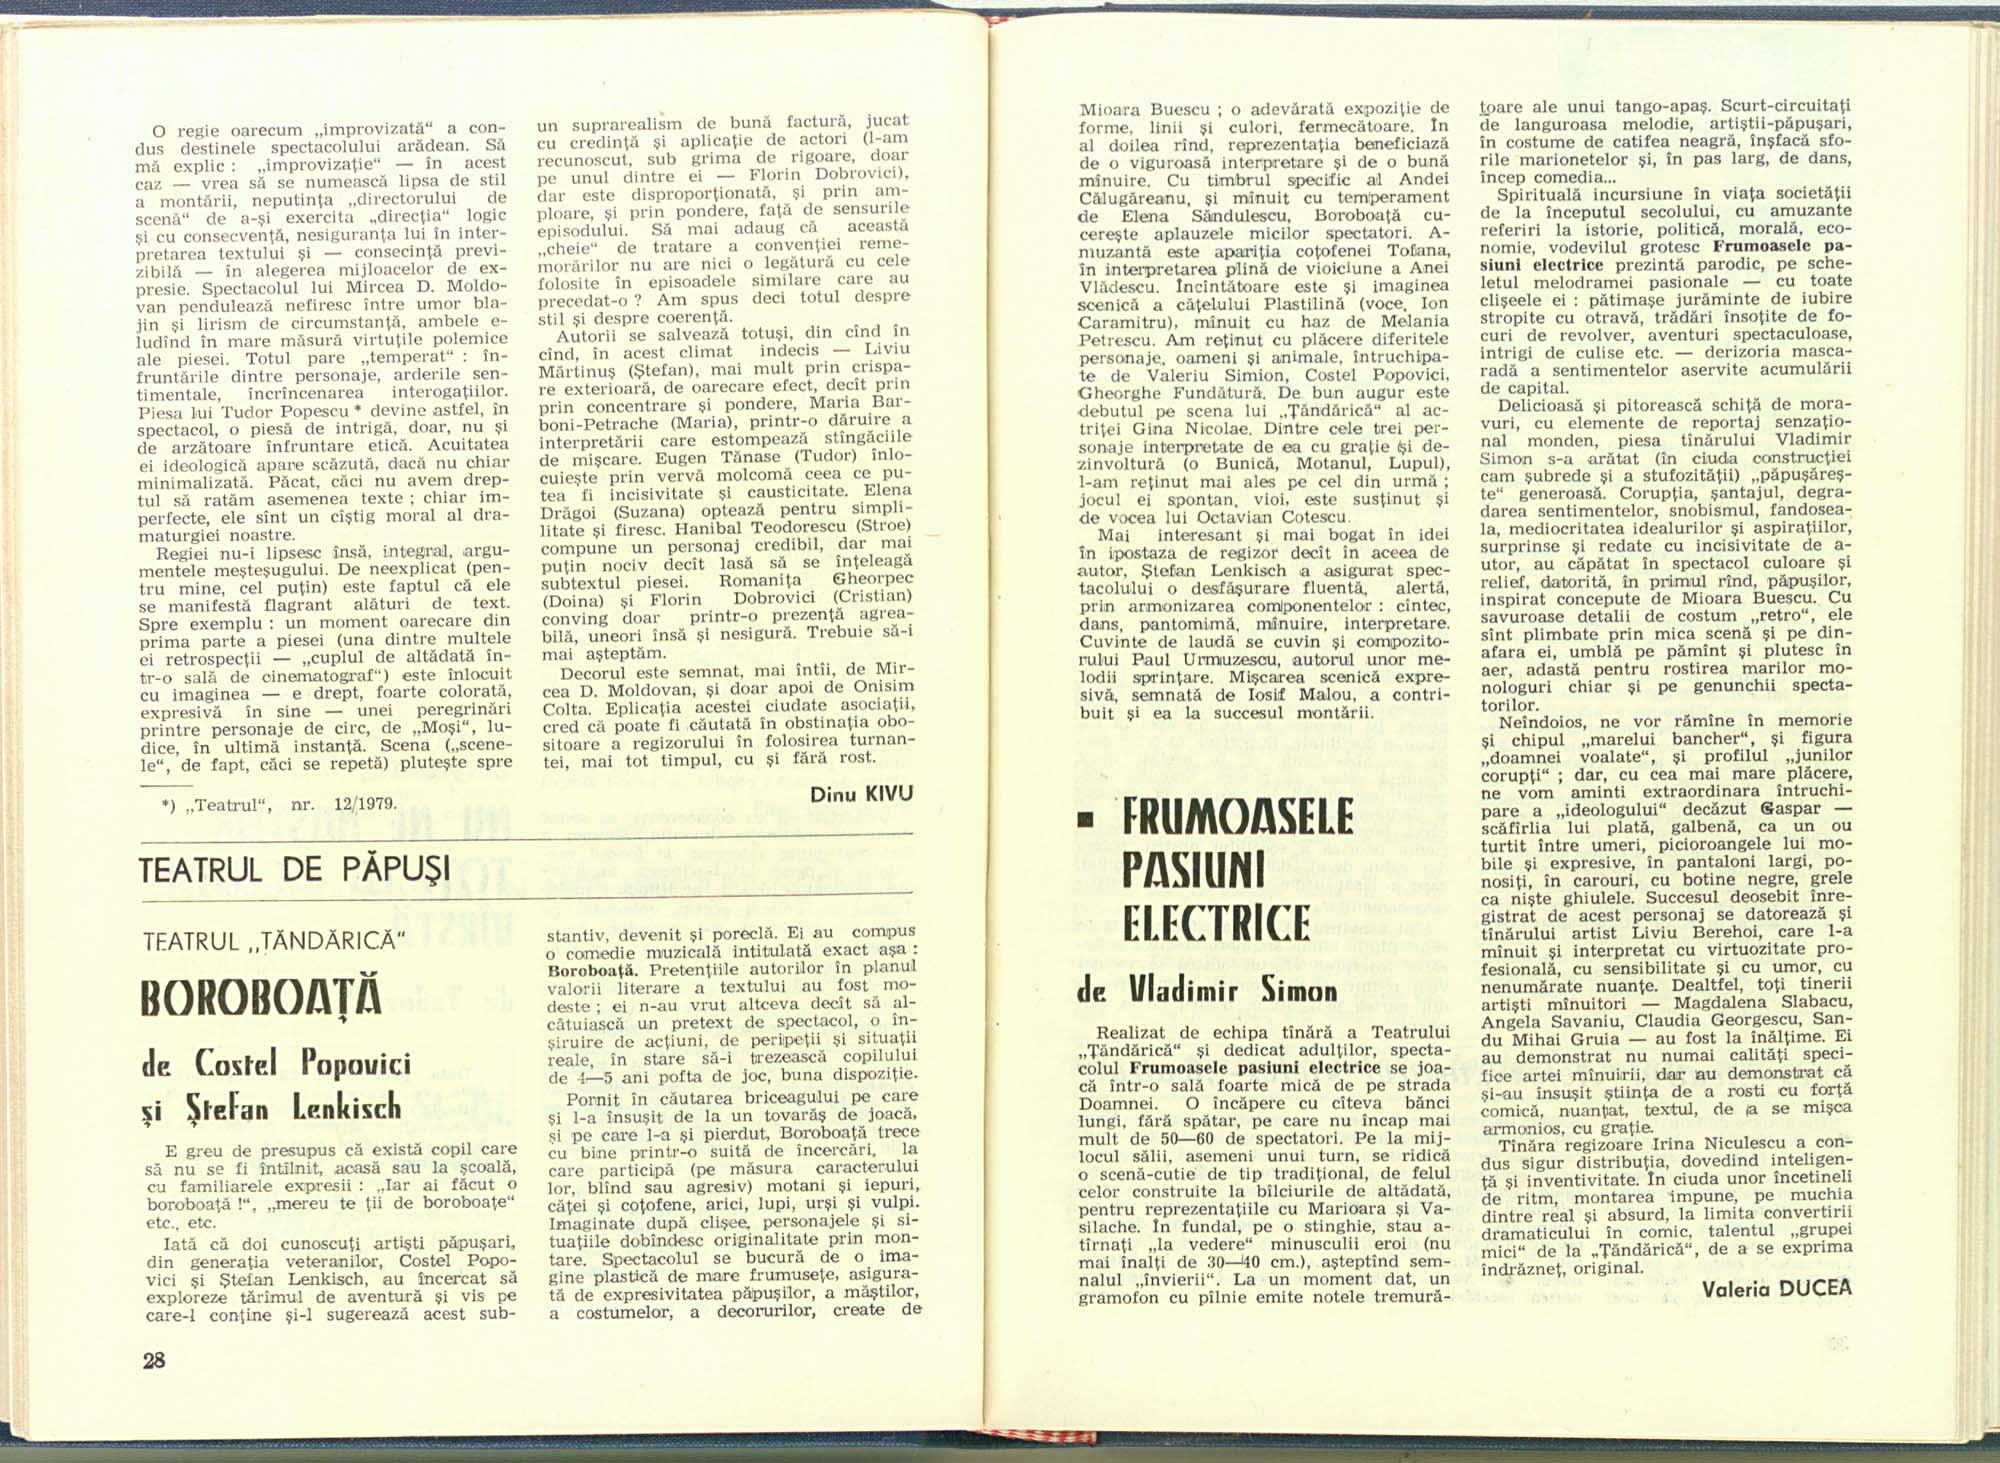 O regie oarecum „improvizată“ a con-
dus destinele spectacolului arădean. Să
mă explic : „improvizație“ — în acest
caz — vrea să se numească lipsa de stil
a montării, neputința „directorului de
scenă“ de a-și exercita „direcția“ logic
și cu consecvență, nesiguranța lui în inter-
pretarea textului și — consecință previ-
zibilă — în alegerea mijloacelor de ex-
presie. Spectacolul lui Mircea D. Moldo-
van pendulează nefiresc între umor bla-
jin și lirism de circumstanță, ambele e-
ludînd în mare măsură virtuțile polemice
ale piesei. Totul pare „temperat“ : în-
fruntările dintre personaje, arderile sen-
timentale, încrîncenarea interogațiilor.
Piesa lui Tudor Popescu * devine astfel, în
spectacol, o piesă de intrigă, doar, nu și
de arzătoare înfruntare etică. Acuitatea
ei ideologică apare scăzută, dacă nu chiar
minimalizată. Păcat, căci nu avem drep-
tul să ratăm asemenea texte ; chiar im-
perfecte, ele sînt un cîștig moral al dra-
maturgiei noastre.
Regiei nu-i lipsesc însă, integral, argu-
mentele meșteșugului. De neexplicat (pen-
tru mine, cel puțin) este faptul că ele
se manifestă flagrant alături de text.
Spre exemplu : un moment oarecare din
prima parte a piesei (una dintre multele
ei retrospecții — „cuplul de altădată în-
tr-o sală de cinematograf“) este înlocuit
cu imaginea — e drept, foarte colorată,
expresivă în sine — unei peregrinări
printre personaje de circ, de „Moși“, lu-
dice, în ultimă instanță. Scena („scene-
le“, de fapt, căci se repetă) plutește spre
*) „Teatrul“, nr. 12/1979.
un suprarealism de bună factură, jucat
cu credință și aplicație de actori (l-am
recunoscut, sub grima de rigoare, doar
pe unul dintre ei — Florin Dobrovici),
dar este disproporționată, și prin am-
ploare, și prin pondere, față de sensurile
episodului. Să mai adaug că această
„cheie“ de tratare a convenției reme-
morărilor nu are nici o legătură cu cele
folosite în episoadele similare care au
precedat-o ? Am spus deci totul despre
stil și despre coerență.
Autorii se salvează totuși, din cînd în
cînd, în acest climat indecis — Liviu
Mărtinuș (Ștefan), mai mult prin crispa-
re exterioară, de oarecare efect, decît prin
prin concentrare și pondere, Maria Bar-
boni-Petrache (Maria), printr-o dăruire a
interpretării care estompează stîngăciile
de mișcare. Eugen Tănase (Tudor) înlo-
cuiește prin vervă molcomă ceea ce pu-
tea fi incisivitate și causticitate. Elena
Drăgoi (Suzana) optează pentru simpli-
litate și firesc. Hanibal Teodorescu (Stroe)
compune un personaj credibil, dar mai
puțin nociv decît lasă să se înțeleagă
subtextul piesei. Romanița Gheorpec
(Doina) și Florin Dobrovici (Cristian)
conving doar printr-o prezență agrea-
bilă, uneori însă și nesigură. Trebuie să-i
mai așteptăm.
Decorul este semnat, mai întîi, de Mir-
cea D. Moldovan, și doar apoi de Onisim
Colta. Eplicația acestei ciudate asociații,
cred că poate fi căutată în obstinația obo-
sitoare a regizorului în folosirea turnan-
tei, mai tot timpul, cu și fără rost.
Dinu KIVU
TEATRUL DE PĂPUȘI
TEATRUL „ȚĂNDĂRICĂ“
BOROBOAȚĂ
de Costel Popovici
și Ștefan Lenkisch
E greu de presupus că există copil care
să nu se fi întîlnit, acasă sau la școală,
cu familiarele expresii : „Iar ai făcut o
boroboață !“, „mereu te ții de boroboațe“
etc., etc.
Iată că doi cunoscuți artiști păpușari,
din generația veteranilor, Costel Popo-
vici și Ștefan Lenkisch, au încercat să
exploreze tărîmul de aventură și vis pe
care-l conține și-l sugerează acest sub-
stantiv, devenit și poreclă. Ei au compus
o comedie muzicală intitulată exact așa :
Boroboață. Pretențiile autorilor în planul
valorii literare a textului au fost mo-
deste ; ei n-au vrut altceva decît să al-
cătuiască un pretext de spectacol, o în-
șiruire de acțiuni, de peripeții și situații
reale, în stare să-i trezească copilului
de 4—5 ani pofta de joc, buna dispoziție.
Pornit în căutarea briceagului pe care
și l-a însușit de la un tovarăș de joacă,
și pe care l-a și pierdut, Boroboață trece
cu bine printr-o suită de încercări, la
care participă (pe măsura caracterului
lor, blînd sau agresiv) motani și iepuri,
căței și coțofene, arici, lupi, urși și vulpi.
Imaginate după clișee, personajele și si-
tuațiile dobîndesc originalitate prin mon-
tare. Spectacolul se bucură de o ima-
gine plastică de mare frumusețe, asigura-
tă de expresivitatea păpușilor, a măștilor,
a costumelor, a decorurilor, create de
28
Mioara Buescu ; o adevărată expoziție de
forme, linii și culori, fermecătoare. În
al doilea rînd, reprezentația beneficiază
de o viguroasă interpretare și de o bună
mînuire. Cu timbrul specific al Andei
Călugăreanu, și mînuit cu temperament
de Elena Săndulescu, Boroboață cu-
cerește aplauzele micilor spectatori. A-
muzantă este apariția coțofenei Tofana,
în interpretarea plină de vioiciune a Anei
Vlădescu. Încîntătoare este și imaginea
scenică a cățelului Plastilină (voce, Ion
Caramitru), mînuit cu haz de Melania
Petrescu. Am reținut cu plăcere diferitele
personaje, oameni și animale, întruchipa-
te de Valeriu Simion, Costel Popovici,
Gheorghe Fundătură. De bun augur este
debutul pe scena lui „Țăndărică“ al ac-
triței Gina Nicolae. Dintre cele trei per-
sonaje interpretate de ea cu grație și de-
zinvoltură (o Bunică, Motanul, Lupul),
l-am reținut mai ales pe cel din urmă ;
jocul ei spontan, vioi, este susținut și
de vocea lui Octavian Cotescu.
Mai interesant și mai bogat în idei
în ipostaza de regizor decît în aceea de
autor, Ștefan Lenkisch a asigurat spec-
tacolului o desfășurare fluentă, alertă,
prin armonizarea componentelor : cîntec,
dans, pantomimă, mînuire, interpretare.
Cuvinte de laudă se cuvin și compozito-
rului Paul Urmuzescu, autorul unor me-
lodii sprințare. Mișcarea scenică expre-
sivă, semnată de Iosif Malou, a contri-
buit și ea la succesul montării.
▪ FRUMOASELE
PASIUNI
ELECTRICE
de Vladimir Simon
Realizat de echipa tînără a Teatrului
„Țăndărică“ și dedicat adulților, specta-
colul Frumoasele pasiuni electrice se joa-
că într-o sală foarte mică de pe strada
Doamnei. O încăpere cu cîteva bănci
lungi, fără spătar, pe care nu încap mai
mult de 50—60 de spectatori. Pe la mij-
locul sălii, asemeni unui turn, se ridică
o scenă-cutie de tip tradițional, de felul
celor construite la bîlciurile de altădată,
pentru reprezentațiile cu Marioara și Va-
silache. În fundal, pe o stinghie, stau a-
tîrnați „la vedere“ minusculii eroi (nu
mai înalți de 30—40 cm.), așteptînd sem-
nalul „învierii“. La un moment dat, un
gramofon cu pîlnie emite notele tremură-
toare ale unui tango-apaș. Scurt-circuitați
de languroasa melodie, artiștii-păpușari,
în costume de catifea neagră, înșfacă sfo-
rile marionetelor și, în pas larg, de dans,
încep comedia...
Spirituală incursiune în viața societății
de la începutul secolului, cu amuzante
referiri la istorie, politică, morală, eco-
nomie, vodevilul grotesc Frumoasele pa-
siuni electrice prezintă parodic, pe sche-
letul melodramei pasionale — cu toate
clișeele ei : pătimașe jurăminte de iubire
stropite cu otravă, trădări însoțite de fo-
curi de revolver, aventuri spectaculoase,
intrigi de culise etc. — derizoria masca-
radă a sentimentelor aservite acumulării
de capital.
Delicioasă și pitorească schiță de mora-
vuri, cu elemente de reportaj senzațio-
nal monden, piesa tînărului Vladimir
Simon s-a arătat (în ciuda construcției
cam șubrede și a stufozității) „păpușăreș-
te“ generoasă. Corupția, șantajul, degra-
darea sentimentelor, snobismul, fandosea-
la, mediocritatea idealurilor și aspirațiilor,
surprinse și redate cu incisivitate de a-
utor, au căpătat în spectacol culoare și
relief, datorită, în primul rînd, păpușilor,
inspirat concepute de Mioara Buescu. Cu
savuroase detalii de costum „retro“, ele
sînt plimbate prin mica scenă și pe din-
afara ei, umblă pe pămînt și plutesc în
aer, adastă pentru rostirea marilor mo-
nologuri chiar și pe genunchii specta-
torilor.
Neîndoios, ne vor rămîne în memorie
și chipul „marelui bancher“, și figura
„doamnei voalate“, și profilul „junilor
corupți“ ; dar, cu cea mai mare plăcere,
ne vom aminti extraordinara întruchi-
pare a „ideologului“ decăzut Gaspar —
scăfîrlia lui plată, galbenă, ca un ou
turtit între umeri, picioroangele lui mo-
bile și expresive, în pantaloni largi, po-
nosiți, în carouri, cu botine negre, grele
ca niște ghiulele. Succesul deosebit înre-
gistrat de acest personaj se datorează și
tînărului artist Liviu Berehoi, care l-a
mînuit și interpretat cu virtuozitate pro-
fesională, cu sensibilitate și cu umor, cu
nenumărate nuanțe. Dealtfel, toți tinerii
artiști mînuitori — Magdalena Slabacu,
Angela Savaniu, Claudia Georgescu, San-
du Mihai Gruia — au fost la înălțime. Ei
au demonstrat nu numai calități speci-
fice artei mînuirii, dar au demonstrat că
și-au însușit știința de a rosti cu forță
comică, nuanțat, textul, de a se mișca
armonios, cu grație.
Tînăra regizoare Irina Niculescu a con-
dus sigur distribuția, dovedind inteligen-
ță și inventivitate. În ciuda unor încetineli
de ritm, montarea impune, pe muchia
dintre real și absurd, la limita convertirii
dramaticului în comic, talentul „grupei
mici“ de la „Țăndărică“, de a se exprima
îndrăzneț, original.
Valeria DUCEA